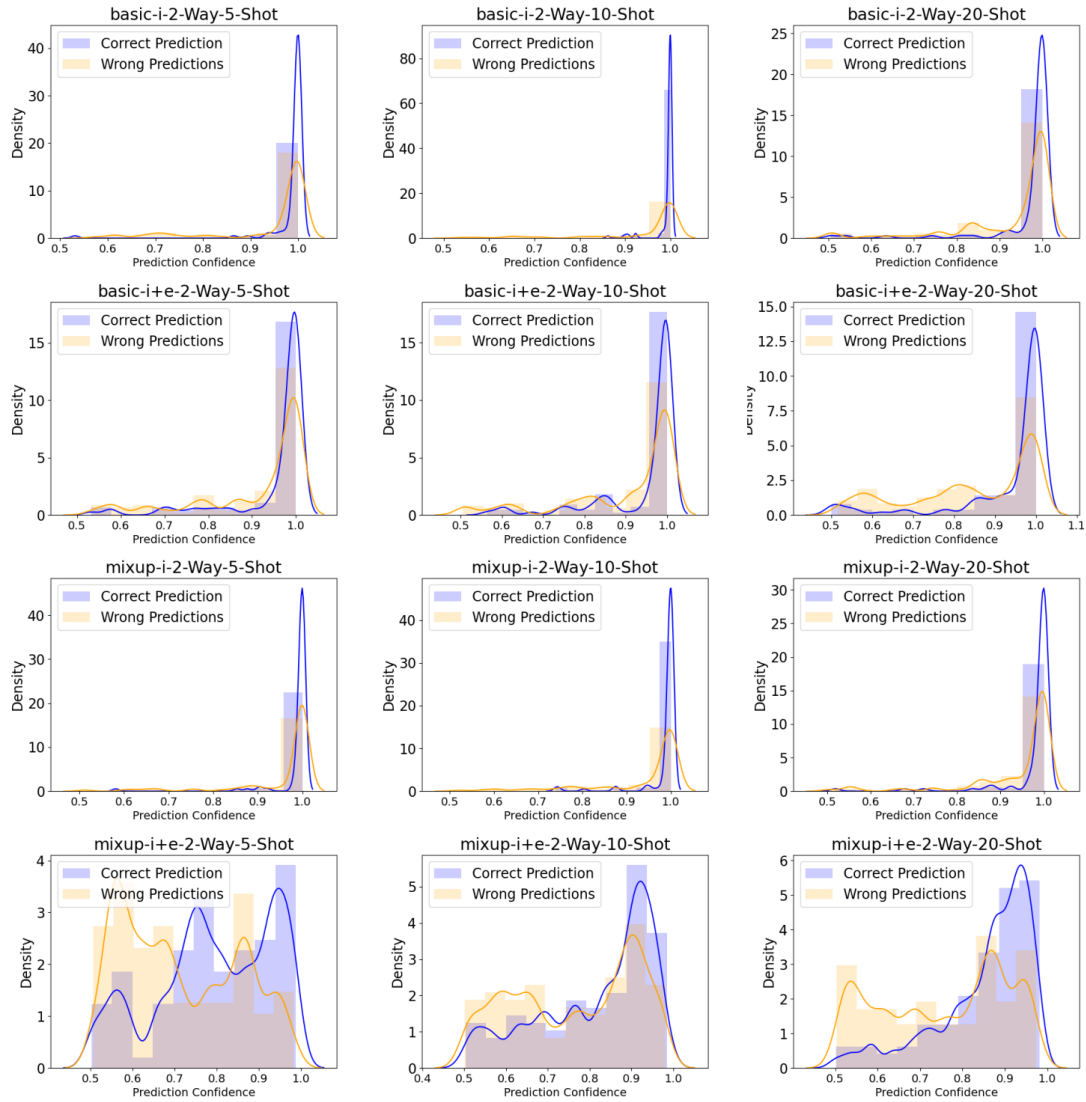 basic-i-2-Way-5-Shot
Correct Prediction
Wrong Predictions
Density
40
30
20
10
0
0.5 0.6 0.7 0.8 0.9 1.0
Prediction Confidence
basic-i-2-Way-10-Shot
Correct Prediction
Wrong Predictions
Density
80
60
40
20
0
0.5 0.6 0.7 0.8 0.9 1.0
Prediction Confidence
basic-i-2-Way-20-Shot
Correct Prediction
Wrong Predictions
Density
25
20
15
10
5
0
0.5 0.6 0.7 0.8 0.9 1.0
Prediction Confidence
basic-i+e-2-Way-5-Shot
Correct Prediction
Wrong Predictions
Density
15
10
5
0
0.5 0.6 0.7 0.8 0.9 1.0
Prediction Confidence
basic-i+e-2-Way-10-Shot
Correct Prediction
Wrong Predictions
Density
15
10
5
0
0.5 0.6 0.7 0.8 0.9 1.0
Prediction Confidence
basic-i+e-2-Way-20-Shot
Correct Prediction
Wrong Predictions
Density
15.0
12.5
10.0
7.5
5.0
2.5
0.0
0.5 0.6 0.7 0.8 0.9 1.0 1.1
Prediction Confidence
mixup-i-2-Way-5-Shot
Correct Prediction
Wrong Predictions
Density
40
30
20
10
0
0.5 0.6 0.7 0.8 0.9 1.0
Prediction Confidence
mixup-i-2-Way-10-Shot
Correct Prediction
Wrong Predictions
Density
40
30
20
10
0
0.5 0.6 0.7 0.8 0.9 1.0
Prediction Confidence
mixup-i-2-Way-20-Shot
Correct Prediction
Wrong Predictions
Density
30
25
20
15
10
5
0
0.5 0.6 0.7 0.8 0.9 1.0
Prediction Confidence
mixup-i+e-2-Way-5-Shot
Correct Prediction
Wrong Predictions
Density
4
3
2
1
0
0.5 0.6 0.7 0.8 0.9 1.0
Prediction Confidence
mixup-i+e-2-Way-10-Shot
Correct Prediction
Wrong Predictions
Density
5
4
3
2
1
0
0.4 0.5 0.6 0.7 0.8 0.9 1.0
Prediction Confidence
mixup-i+e-2-Way-20-Shot
Correct Prediction
Wrong Predictions
Density
6
5
4
3
2
1
0
0.5 0.6 0.7 0.8 0.9 1.0
Prediction Confidence